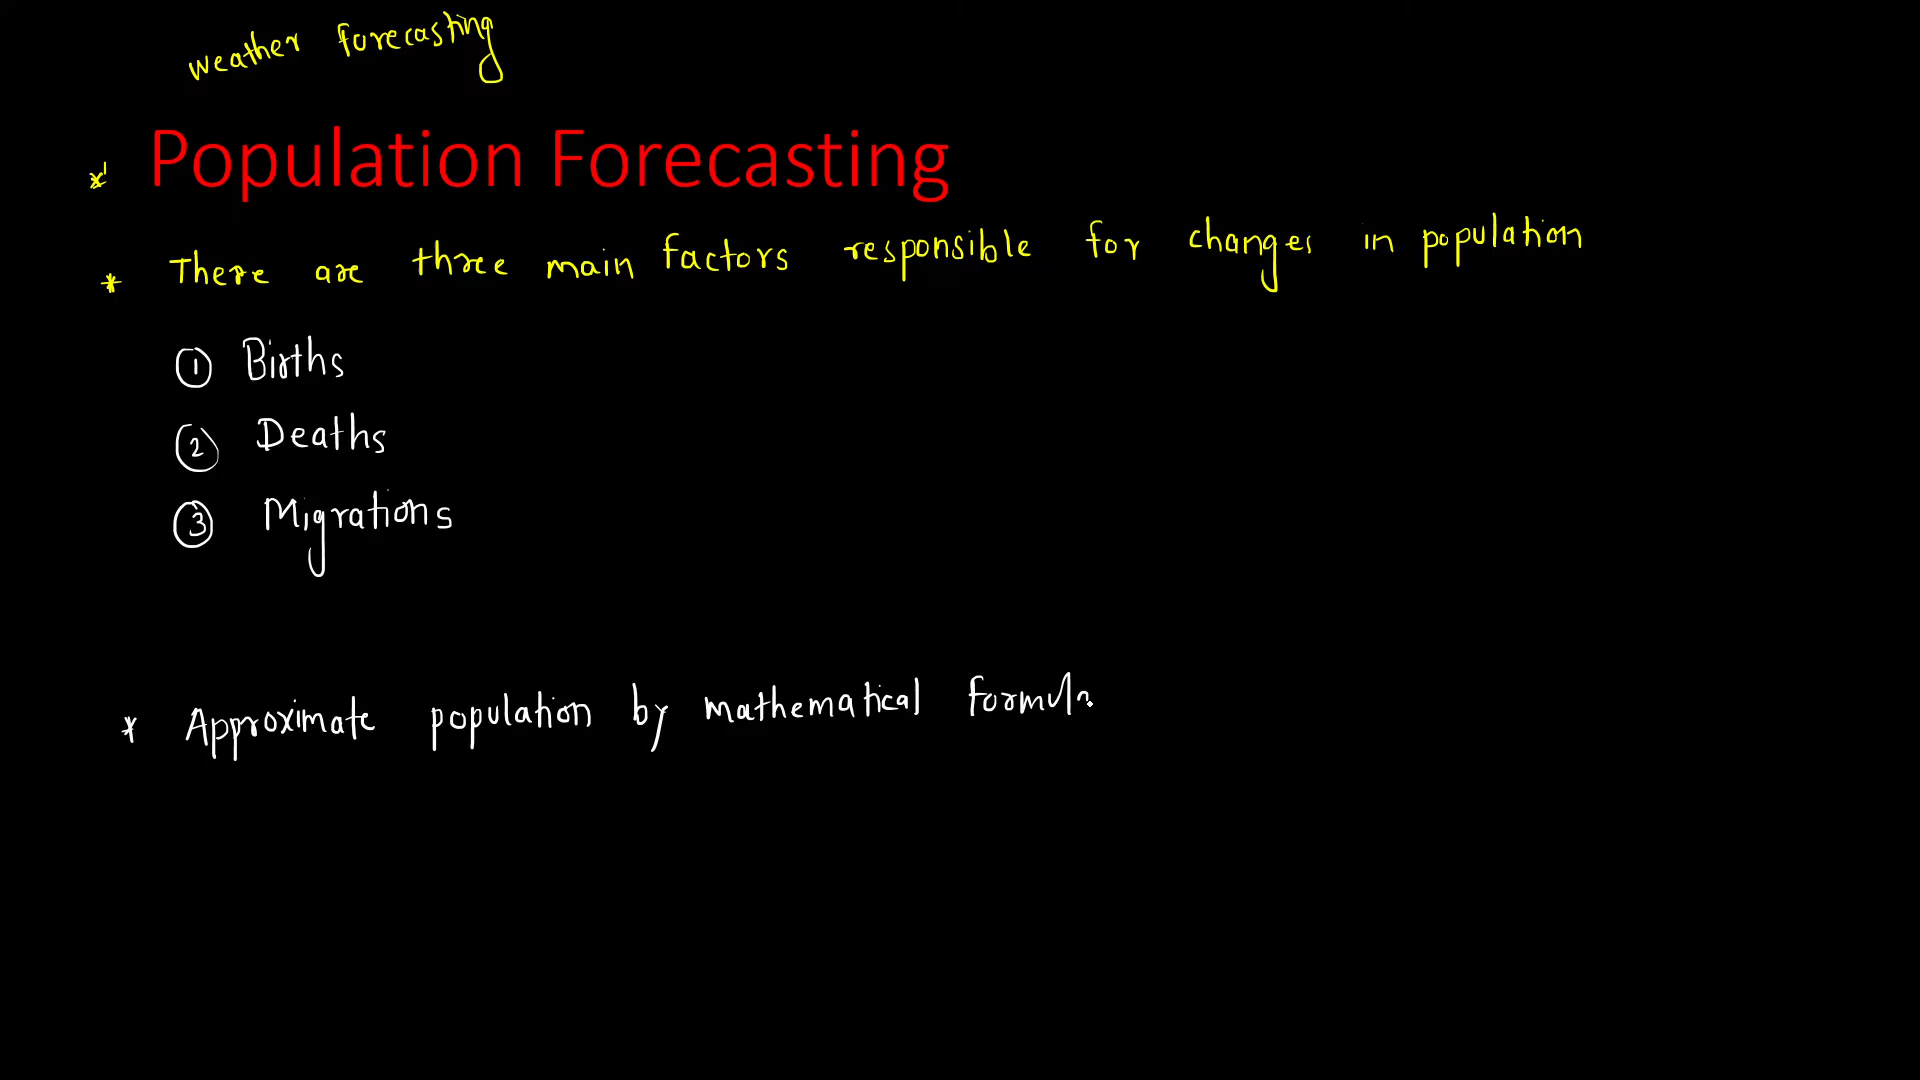 weather forecasting
* Population Forecasting
* There are three main factors responsible for changes in population
① Births
② Deaths
③ Migrations
* Approximate population by mathematical formula